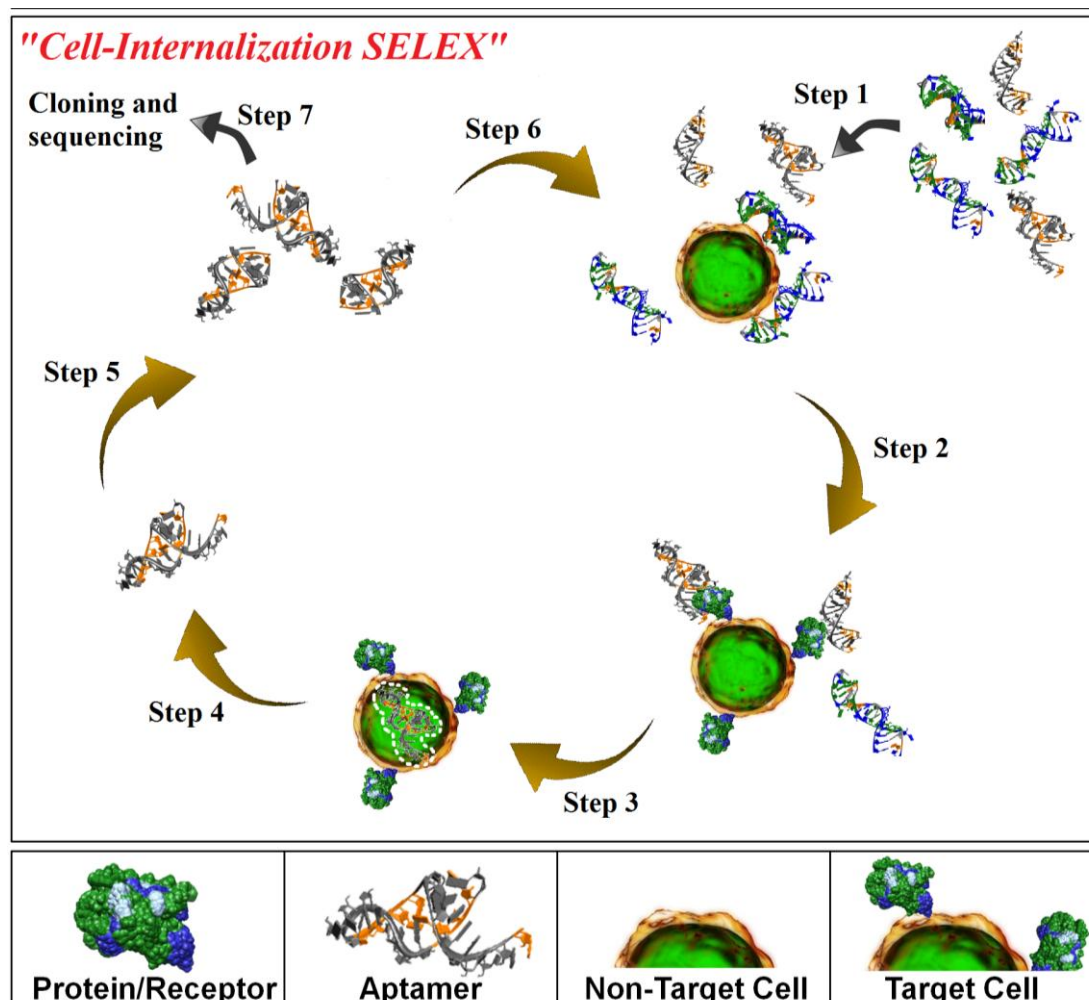 "Cell-Internalization SELEX"
Cloning and
sequencing
Step 7
Step 6
Step 1
Step 5
Step 2
Step 4
Step 3
Protein/Receptor
Aptamer
Non-Target Cell
Target Cell